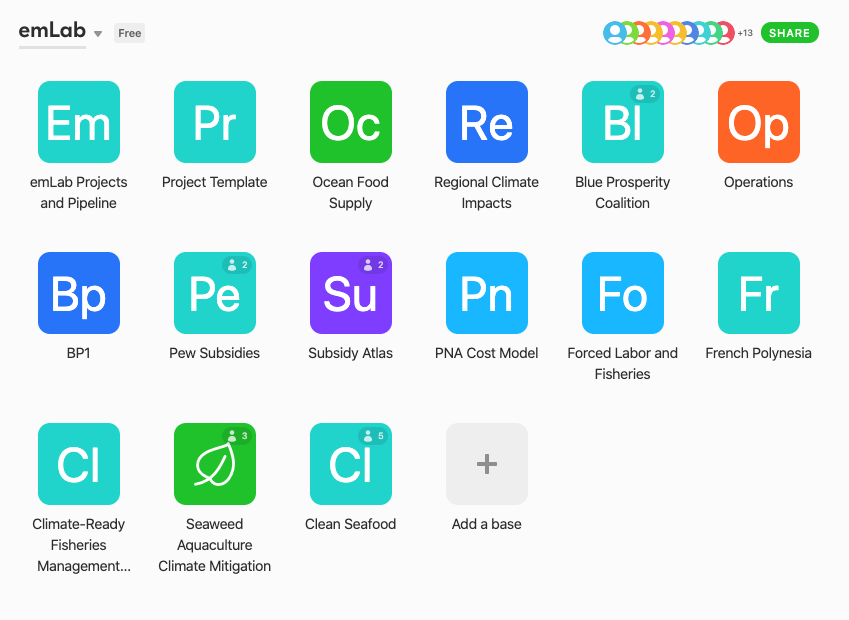 emLab Free +13 SHARE
Em Pr Oc Re Bl 2 Op
emLab Projects
and Pipeline
Project Template
Ocean Food
Supply
Regional Climate
Impacts
Blue Prosperity
Coalition
Operations
Bp Pe 2 Su 2 Pn Fo Fr
BP1
Pew Subsidies
Subsidy Atlas
PNA Cost Model
Forced Labor and
Fisheries
French Polynesia
Cl 3 Cl 5
Climate-Ready
Fisheries
Management...
Seaweed
Aquaculture
Climate Mitigation
Clean Seafood
Add a base